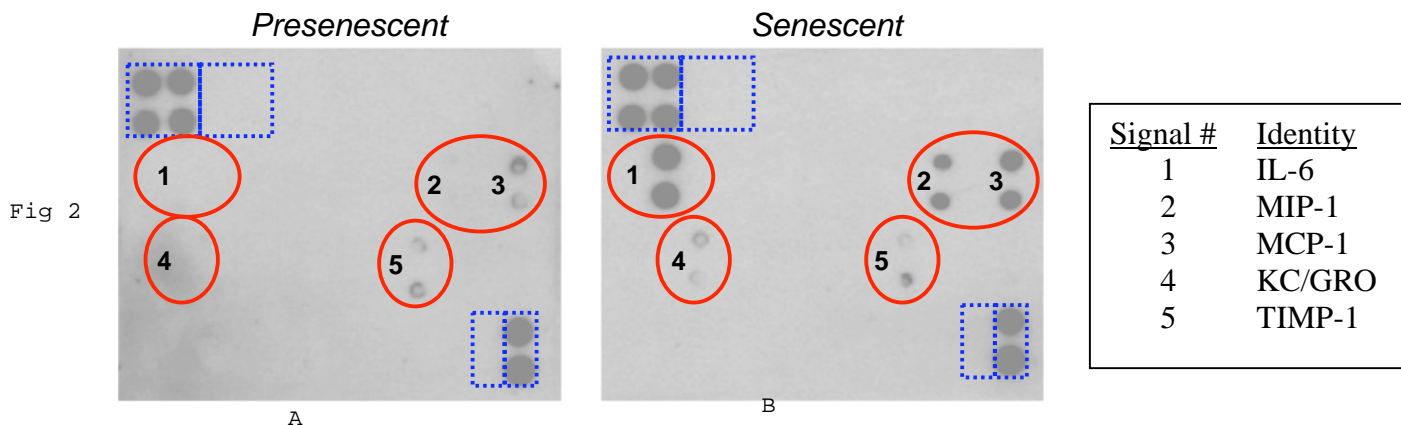 Presenescent
Senescent
Fig 2
1
2
3
4
5
A
1
2
3
4
5
B
Signal # Identity
1 IL-6
2 MIP-1
3 MCP-1
4 KC/GRO
5 TIMP-1